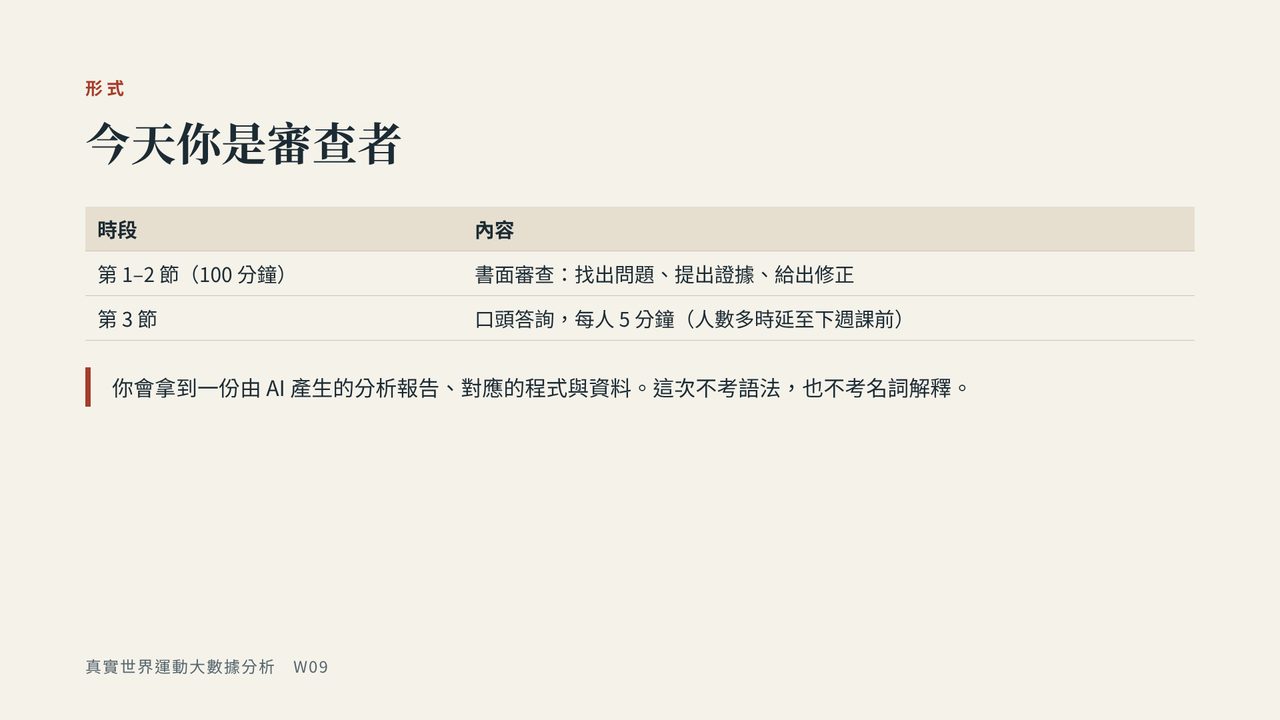 形式
今天你是審查者
時段 內容
第 1–2 節（100 分鐘） 書面審查：找出問題、提出證據、給出修正
第 3 節 口頭答詢，每人 5 分鐘（人數多時延至下週課前）
你會拿到一份由 AI 產生的分析報告、對應的程式與資料。這次不考語法，也不考名詞解釋。
真實世界運動大數據分析 W09